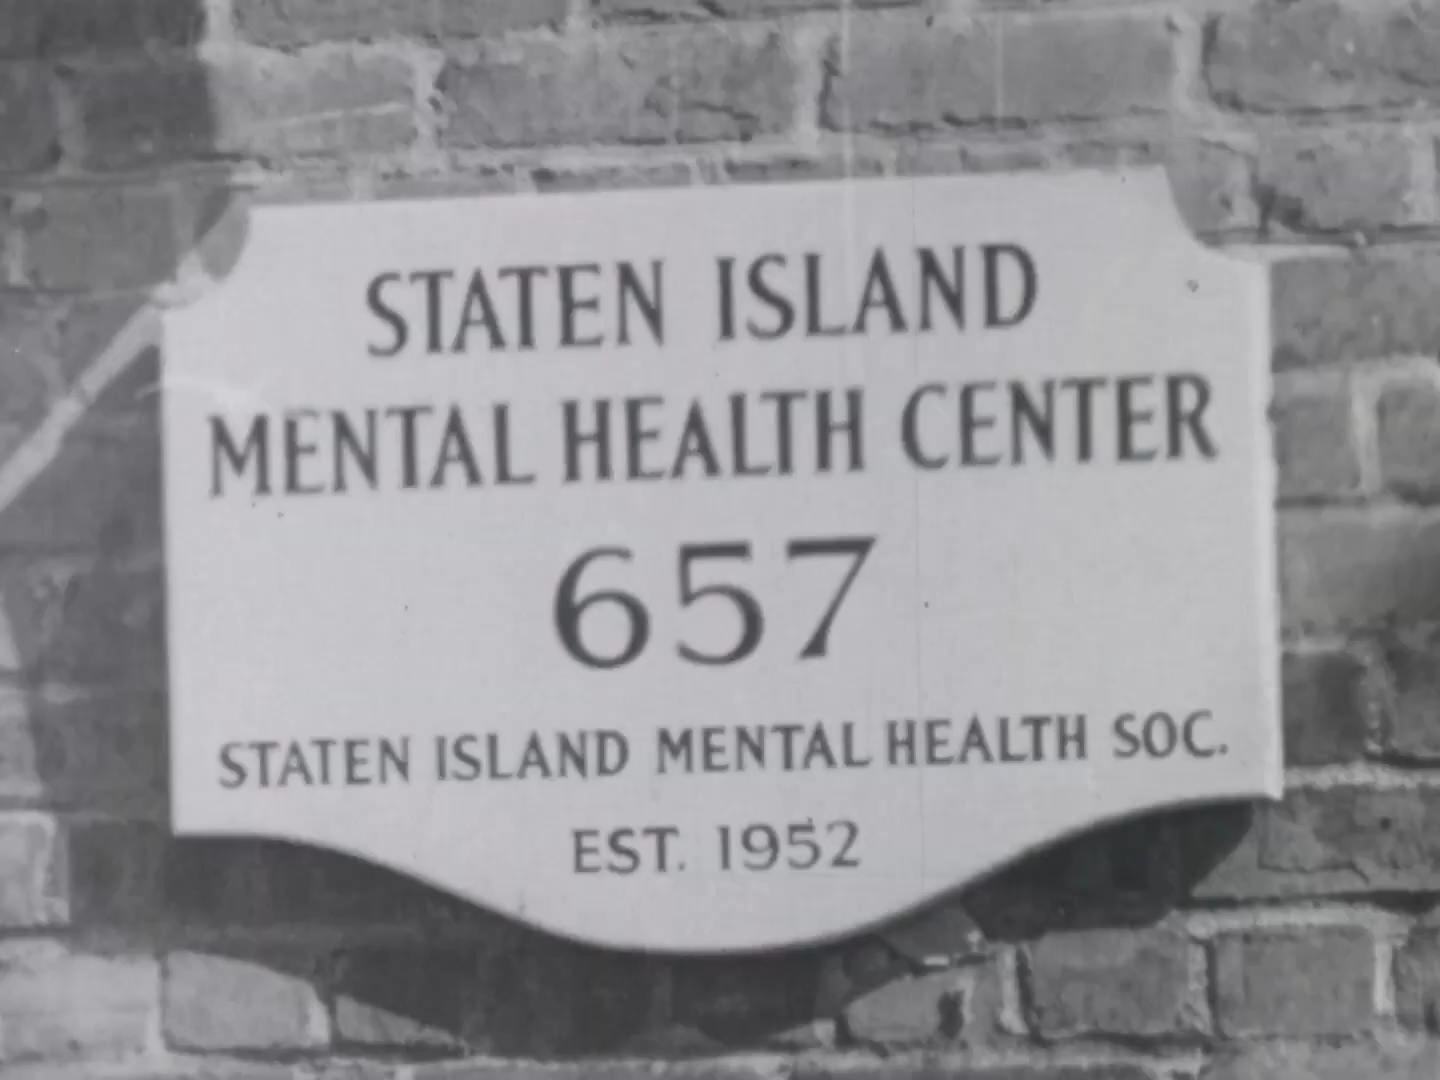 STATEN ISLAND
MENTAL HEALTH CENTER
657
STATEN ISLAND MENTAL HEALTH SOC.
EST. 1952